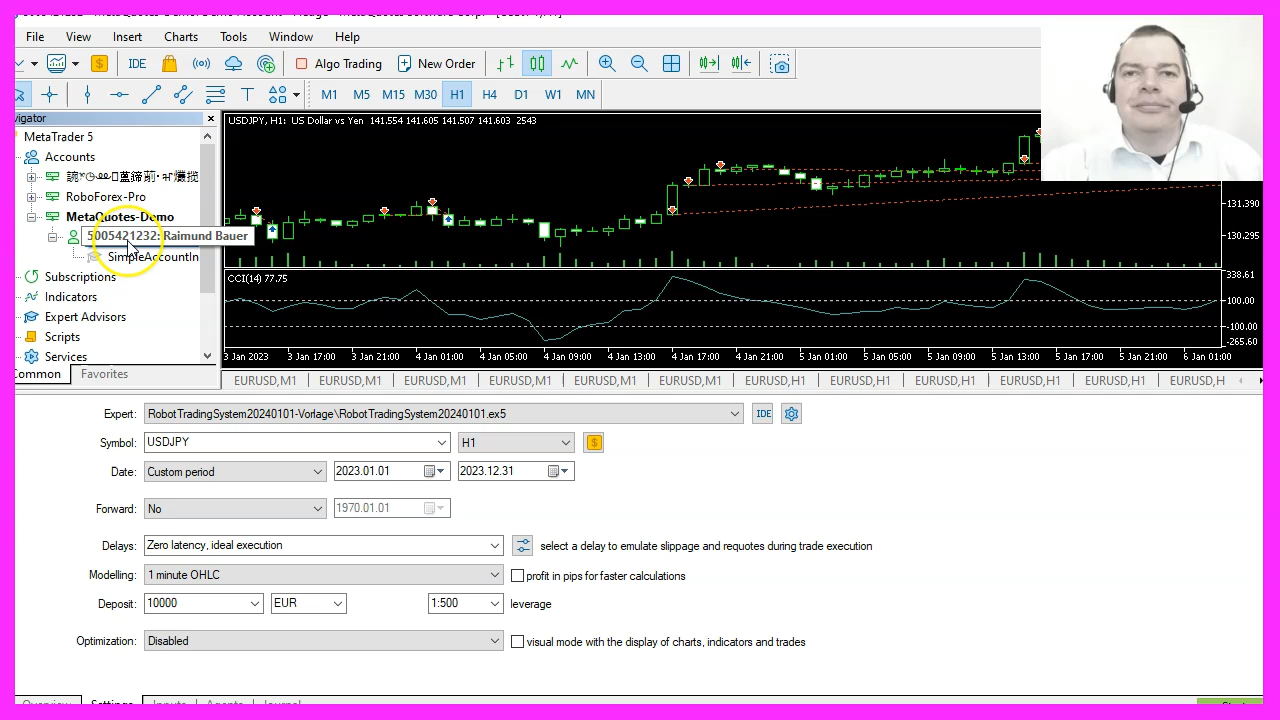 File View Insert Charts Tools Window Help
IDE Algo Trading New Order
M1 M5 M15 M30 H1 H4 D1 W1 MN
vigator
MetaTrader 5
Accounts
RoboForex-Pro
MetaQuotes-Demo
5005421232: Raimund Bauer
SimpleAccountIn
Subscriptions
Indicators
Expert Advisors
Scripts
Services
Common Favorites
USDJPY, H1: US Dollar vs Yen 141.554 141.605 141.507 141.603 2543
131.390
130.295
CCI(14) 77.75
338.61
100.00
-100.00
-265.60
3 Jan 2023 3 Jan 17:00 3 Jan 21:00 4 Jan 01:00 4 Jan 05:00 4 Jan 09:00 4 Jan 13:00 4 Jan 17:00 4 Jan 21:00 5 Jan 01:00 5 Jan 05:00 5 Jan 09:00 5 Jan 13:00 5 Jan 17:00 5 Jan 21:00 6 Jan 01:00
EURUSD,M1 EURUSD,M1 EURUSD,M1 EURUSD,M1 EURUSD,M1 EURUSD,M1 EURUSD,H1 EURUSD,H1 EURUSD,H1 EURUSD,H1 EURUSD,H1 EURUSD,H
Expert: RobotTradingSystem20240101-Vorlage\RobotTradingSystem20240101.ex5 IDE
Symbol: USDJPY H1
Date: Custom period 2023.01.01 2023.12.31
Forward: No 1970.01.01
Delays: Zero latency, ideal execution select a delay to emulate slippage and requotes during trade execution
Modelling: 1 minute OHLC profit in pips for faster calculations
Deposit: 10000 EUR 1:500 leverage
Optimization: Disabled visual mode with the display of charts, indicators and trades
Overview Settings Inputs Agents Journal Start